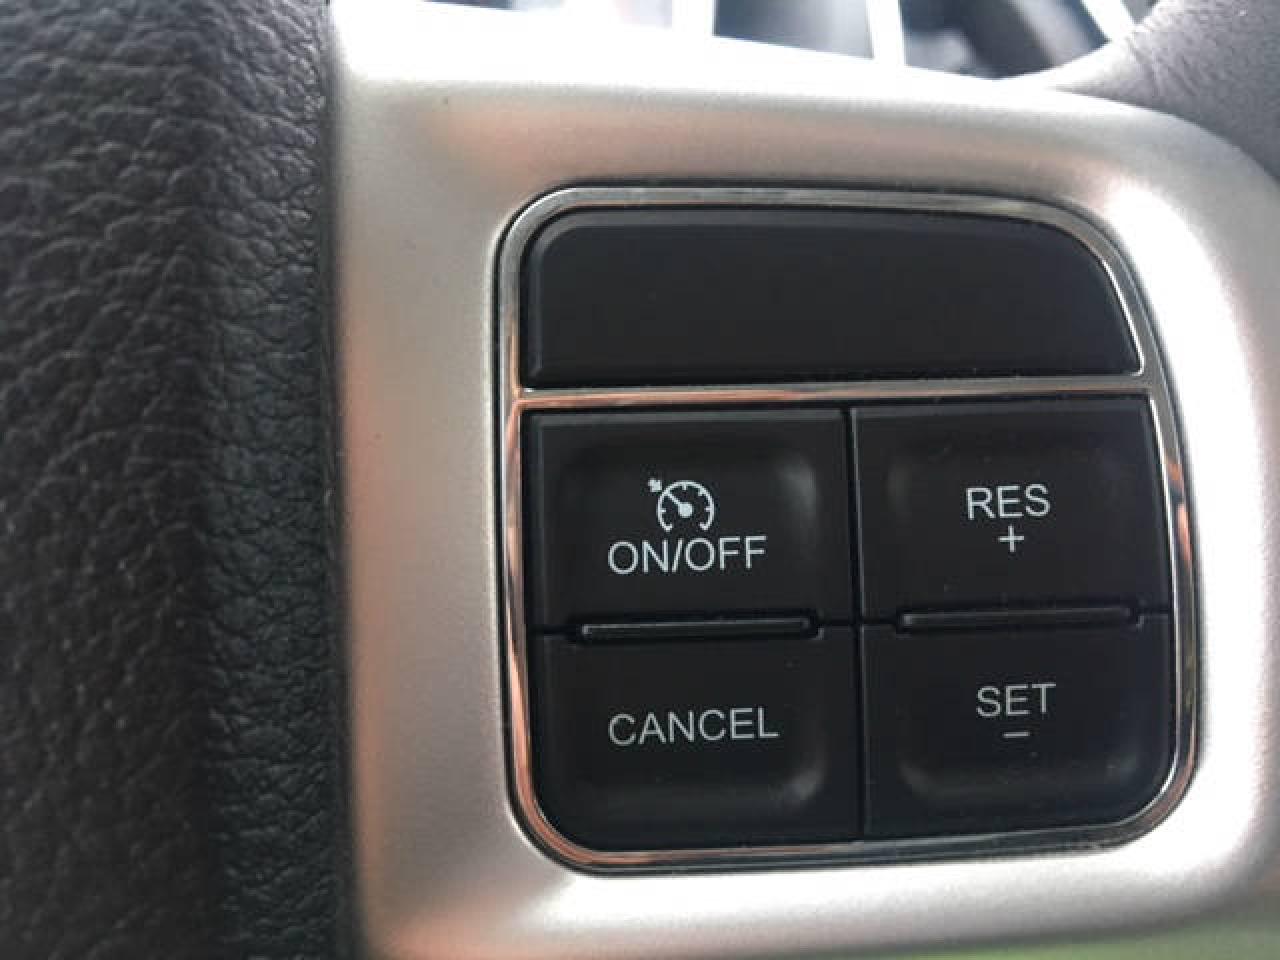 ON/OFF
RES
+
CANCEL
SET
−